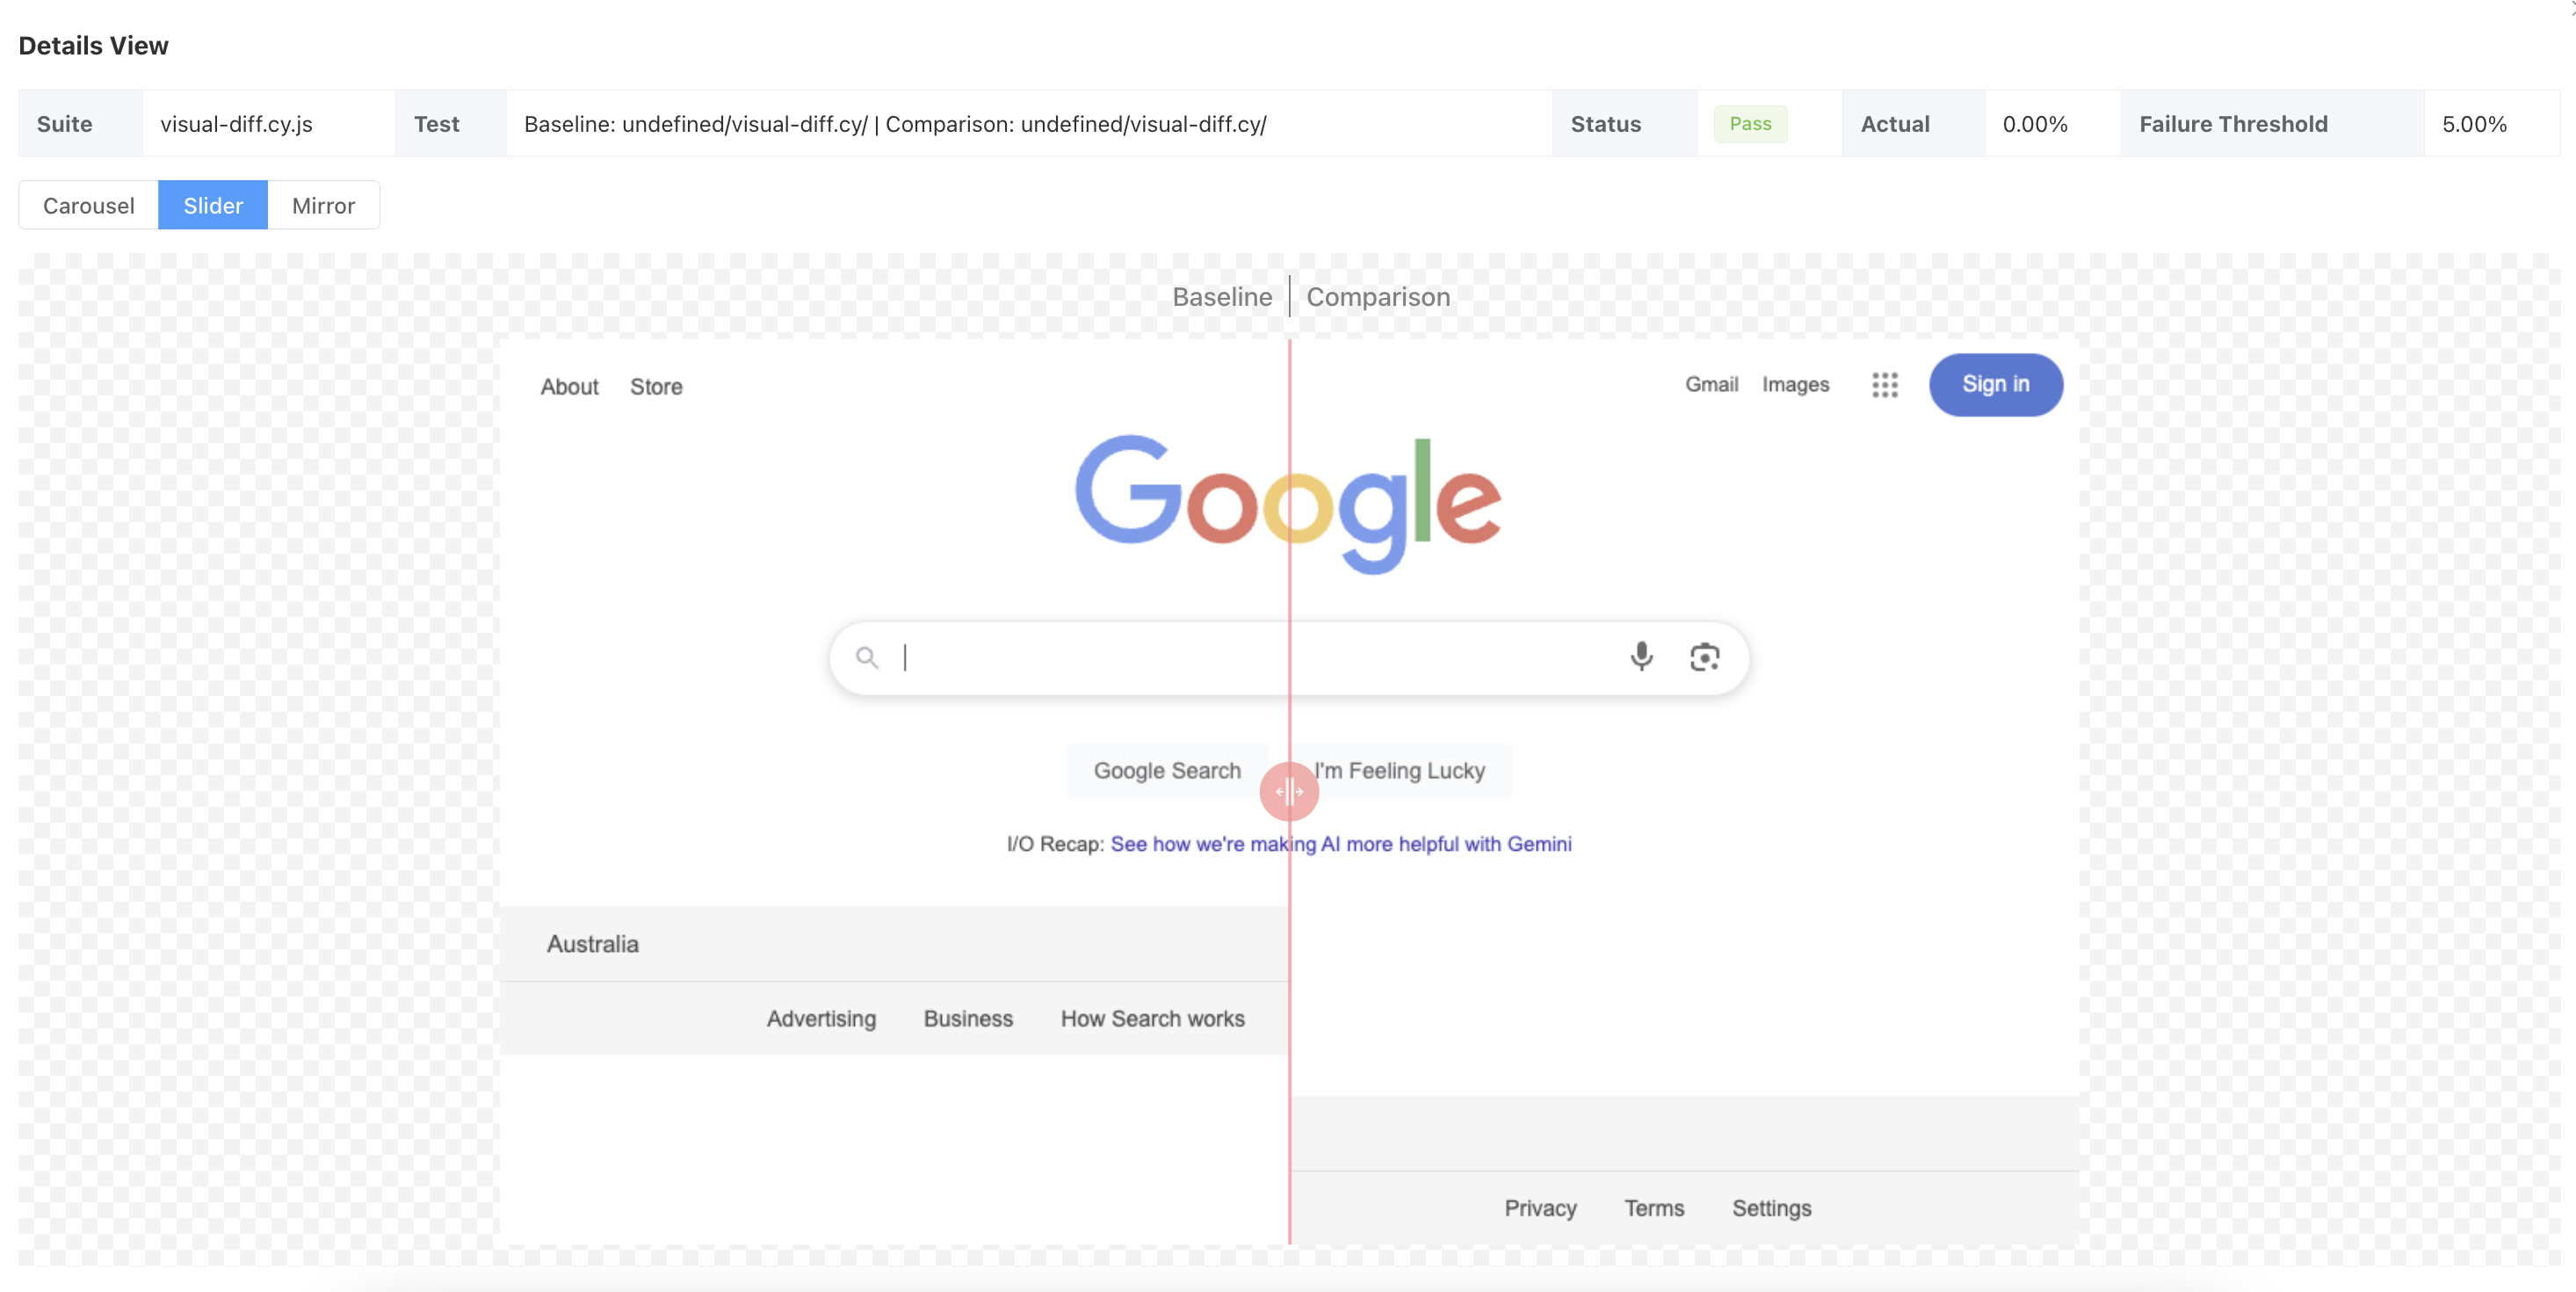 Details View
Suite visual-diff.cy.js Test Baseline: undefined/visual-diff.cy/ | Comparison: undefined/visual-diff.cy/ Status Pass Actual 0.00% Failure Threshold 5.00%
Carousel Slider Mirror
Baseline Comparison
About Store Gmail Images Sign in
Google
Google Search I'm Feeling Lucky
I/O Recap: See how we're making AI more helpful with Gemini
Australia
Advertising Business How Search works
Privacy Terms Settings